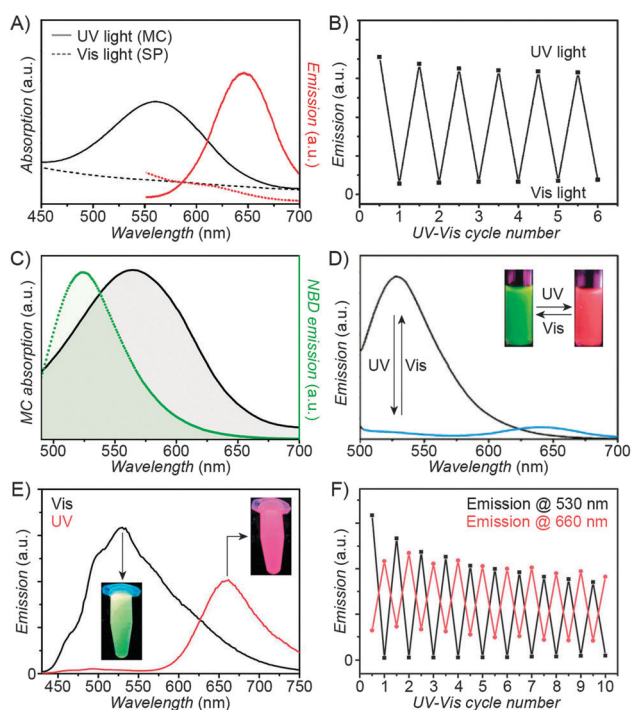 A)
UV light (MC)
Vis light (SP)
Absorption (a.u.)
Emission (a.u.)
450 500 550 600 650 700
Wavelength (nm)
B)
Emission (a.u.)
UV light
Vis light
0
0 1 2 3 4 5 6
UV-Vis cycle number
C)
MC absorption (a.u.)
NBD emission (a.u.)
500 550 600 650 700
Wavelength (nm)
D)
Emission (a.u.)
UV
Vis
UV Vis
500 550 600 650 700
Wavelength (nm)
E)
Vis
UV
Emission (a.u.)
0
450 500 550 600 650 700 750
Wavelength (nm)
F)
Emission @ 530 nm
Emission @ 660 nm
Emission (a.u.)
0
0 1 2 3 4 5 6 7 8 9 10
UV-Vis cycle number